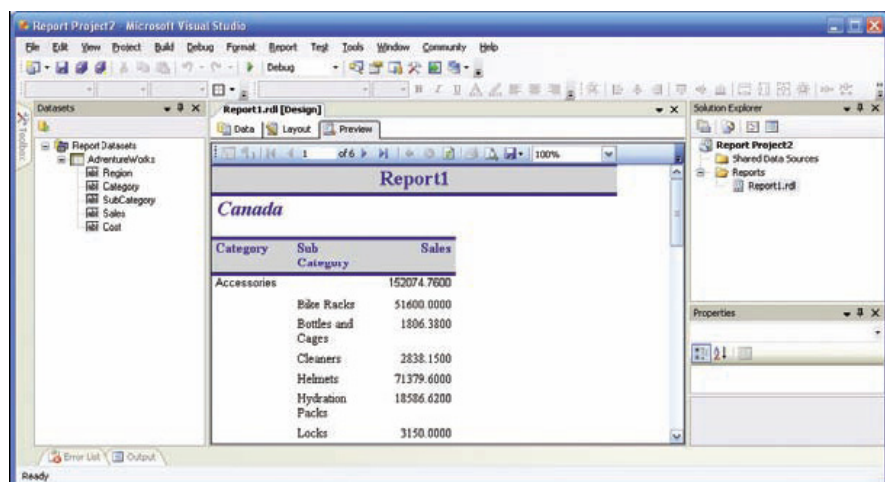 Report Project2 - Microsoft Visual Studio
File Edit View Project Build Debug Format Report Test Tools Window Community Help
Debug
Datasets
Report1.rdl [Design]
Solution Explorer
Toolbox
Data Layout Preview
Report Datasets
AdventureWorks
Region
Category
SubCategory
Sales
Cost
1 of 6 100%
Report1
Canada
Category Sub Category Sales
Accessories 152074.7600
Bike Racks 51600.0000
Bottles and Cages 1806.3800
Cleaners 2838.1500
Helmets 71379.6000
Hydration Packs 18586.6200
Locks 3150.0000
Report Project2
Shared Data Sources
Reports
Report1.rdl
Properties
Error List Output
Ready